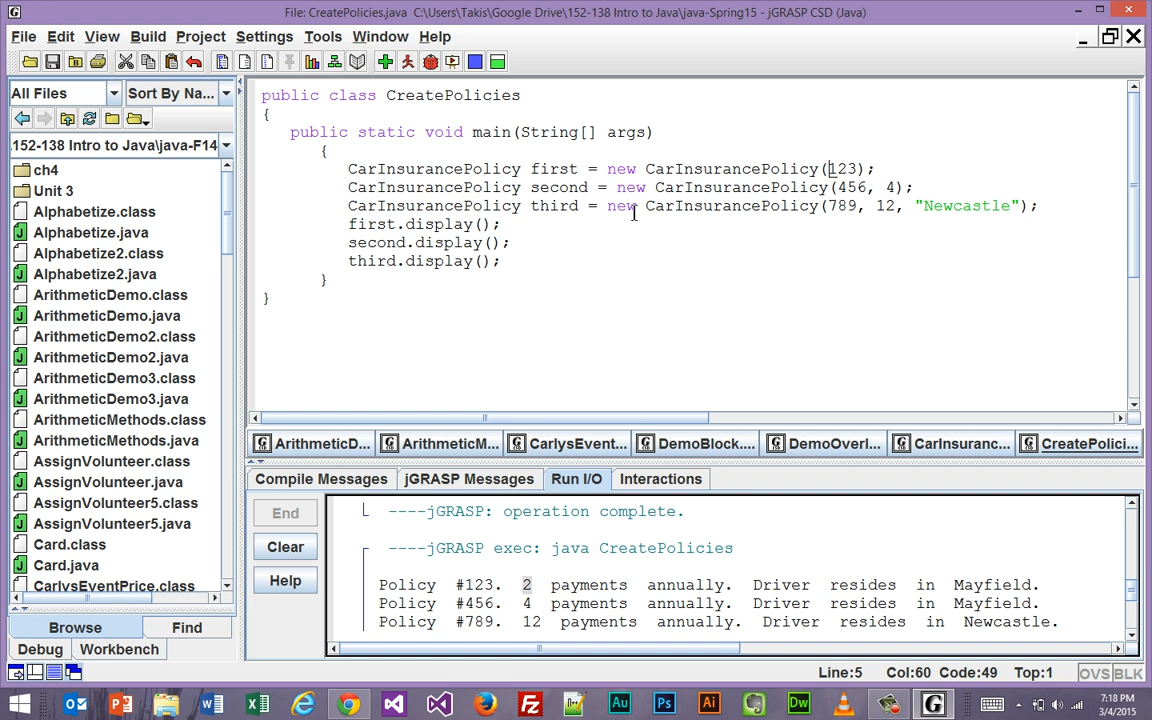 File: CreatePolicies.java  C:\Users\Takis\Google Drive\152-138 Intro to Java\java-Spring15 - jGRASP CSD (Java)
File Edit View Build Project Settings Tools Window Help
All Files Sort By Na...
.152-138 Intro to Java\java-F14
ch4
Unit 3
Alphabetize.class
Alphabetize.java
Alphabetize2.class
Alphabetize2.java
ArithmeticDemo.class
ArithmeticDemo.java
ArithmeticDemo2.class
ArithmeticDemo2.java
ArithmeticDemo3.class
ArithmeticDemo3.java
ArithmeticMethods.class
ArithmeticMethods.java
AssignVolunteer.class
AssignVolunteer.java
AssignVolunteer5.class
AssignVolunteer5.java
Card.class
Card.java
CarlysEventPrice.class
Browse Find
Debug Workbench
public class CreatePolicies
{
public static void main(String[] args)
{
CarInsurancePolicy first = new CarInsurancePolicy(123);
CarInsurancePolicy second = new CarInsurancePolicy(456, 4);
CarInsurancePolicy third = new CarInsurancePolicy(789, 12, "Newcastle");
first.display();
second.display();
third.display();
}
}
ArithmeticD... ArithmeticM... CarlysEvent... DemoBlock.... DemoOverl... CarInsuranc... CreatePolici...
Compile Messages jGRASP Messages Run I/O Interactions
End
Clear
Help
----jGRASP: operation complete.
----jGRASP exec: java CreatePolicies
Policy #123. 2 payments annually. Driver resides in Mayfield.
Policy #456. 4 payments annually. Driver resides in Mayfield.
Policy #789. 12 payments annually. Driver resides in Newcastle.
Line:5 Col:60 Code:49 Top:1 OVS BLK
7:18 PM
3/4/2015